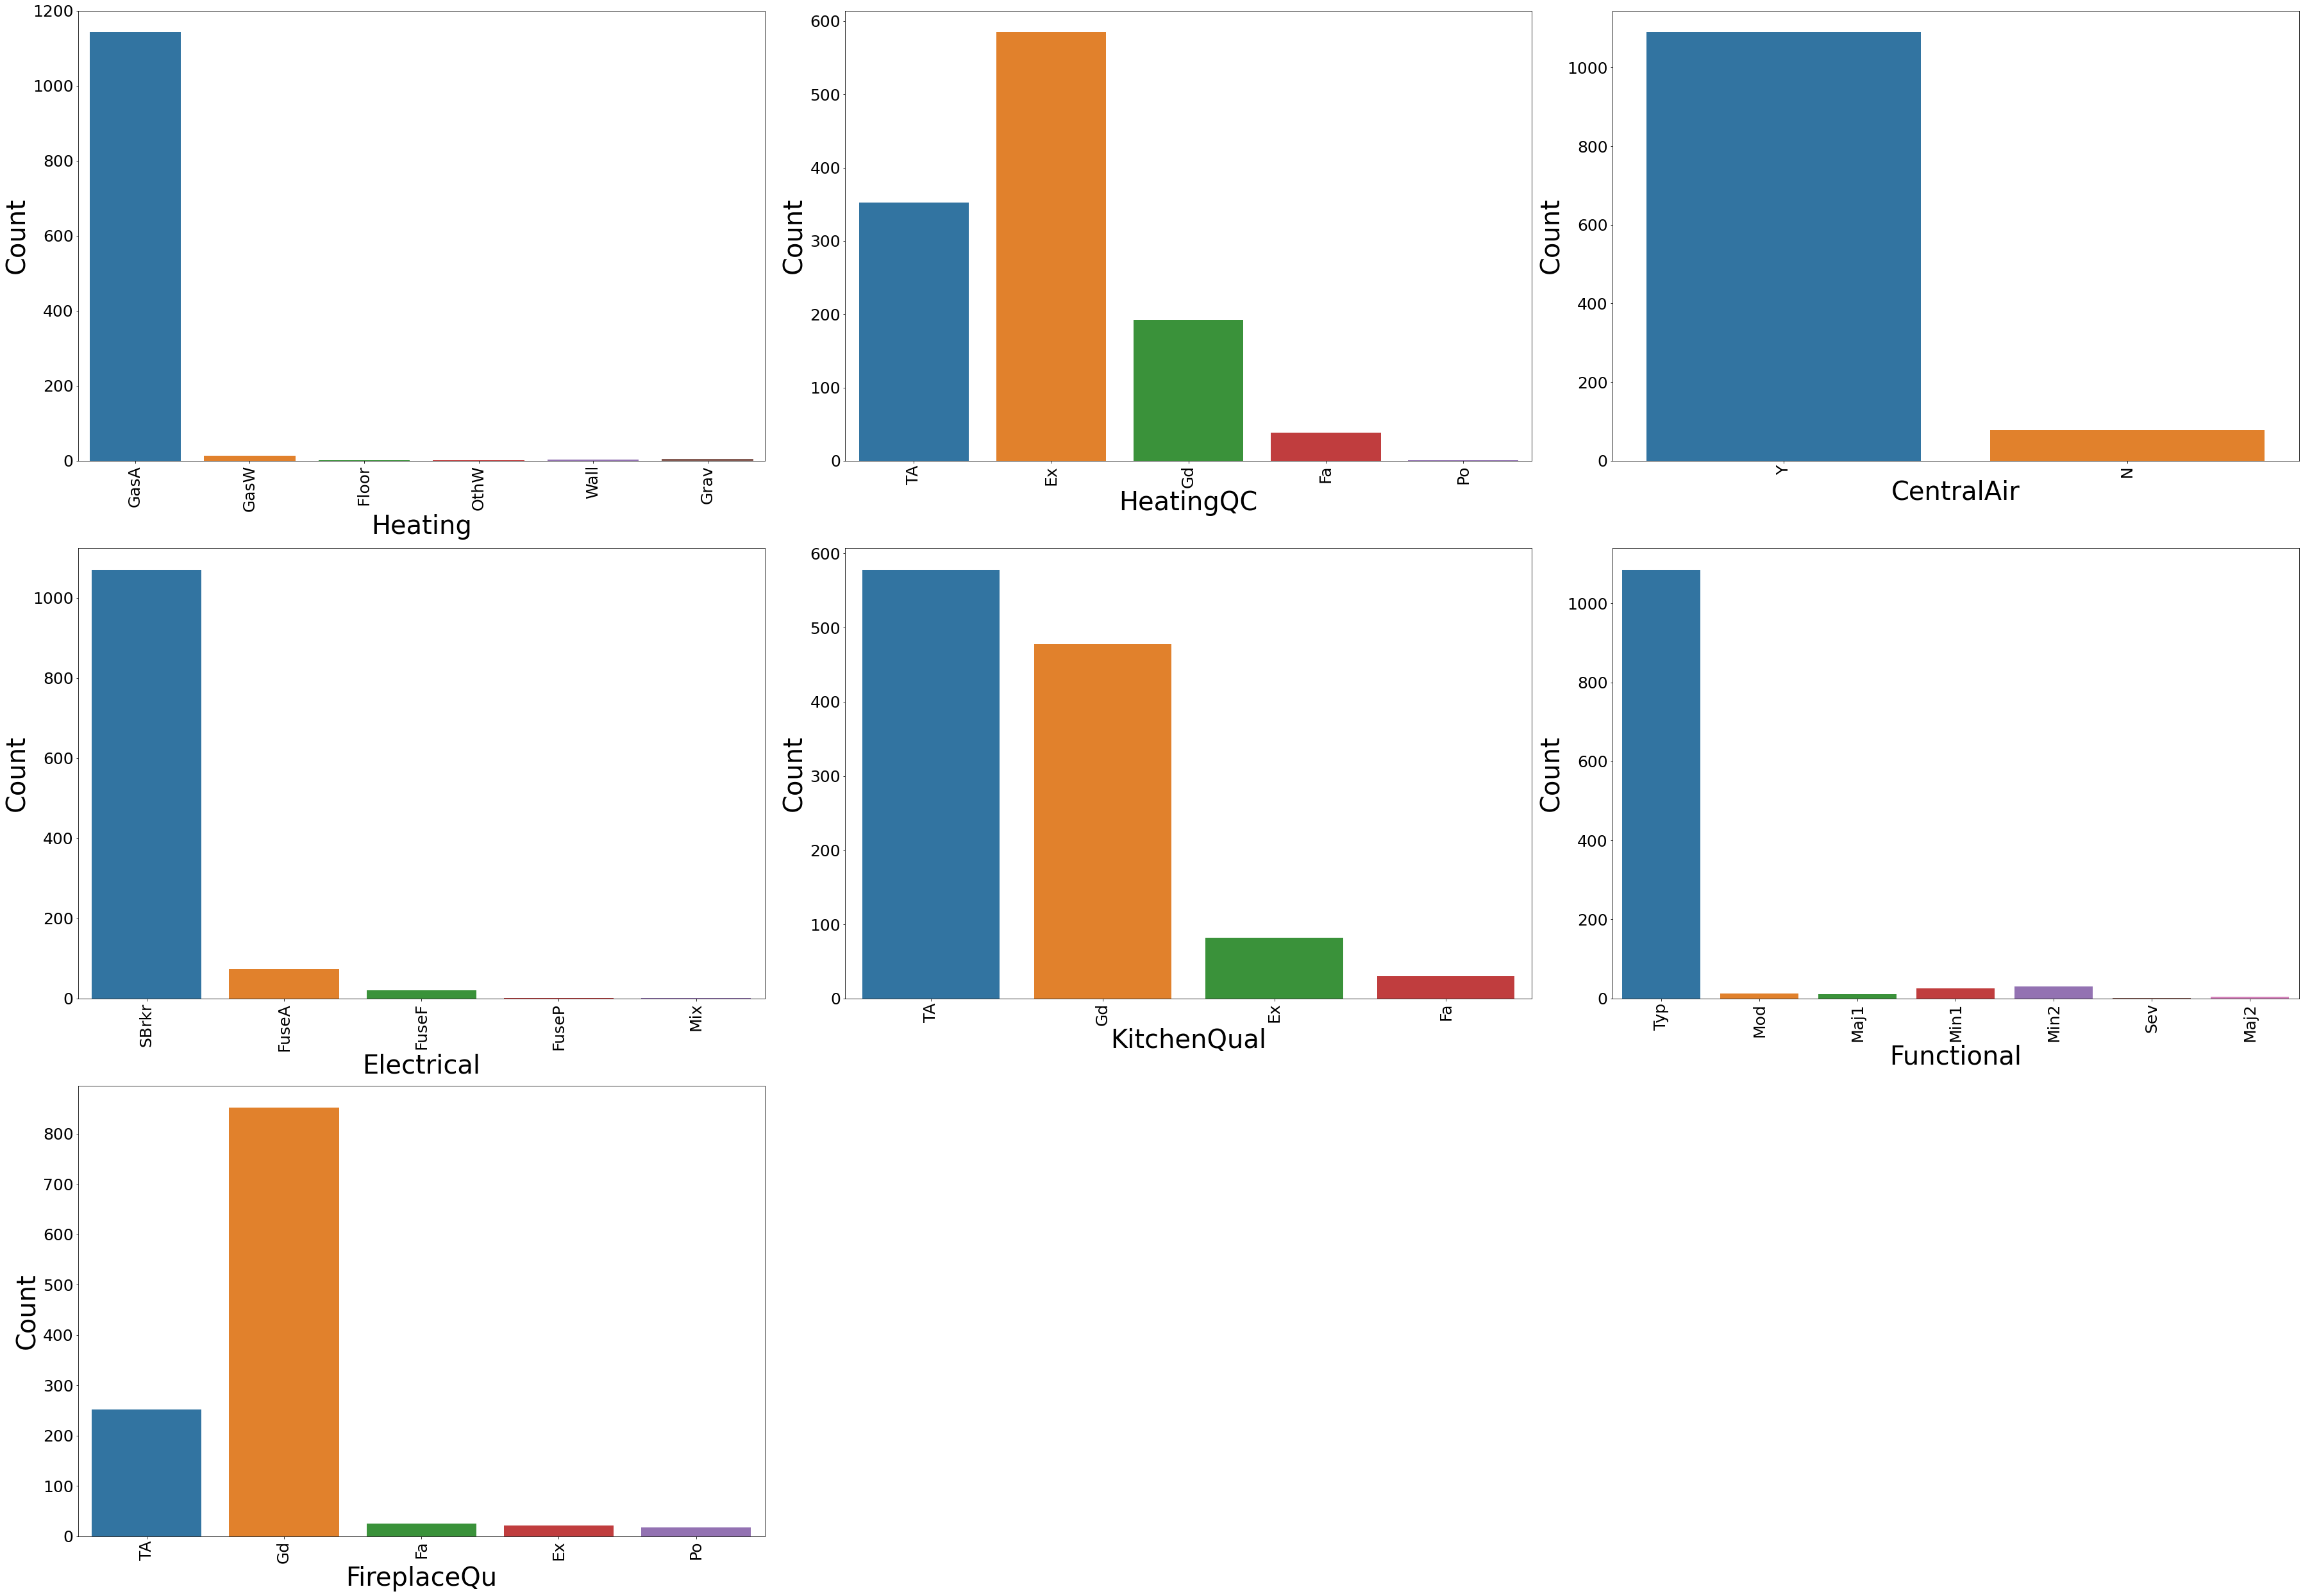 1200
1000
800
600
400
200
0
Count
GasA
GasW
Floor
OthW
Wall
Grav
Heating
600
500
400
300
200
100
0
Count
TA
Ex
Gd
Fa
Po
HeatingQC
1000
800
600
400
200
0
Count
Y
N
CentralAir
1000
800
600
400
200
0
Count
SBrkr
FuseA
FuseF
FuseP
Mix
Electrical
600
500
400
300
200
100
0
Count
TA
Gd
Ex
Fa
KitchenQual
1000
800
600
400
200
0
Count
Typ
Mod
Maj1
Min1
Min2
Sev
Maj2
Functional
800
700
600
500
400
300
200
100
0
Count
TA
Gd
Fa
Ex
Po
FireplaceQu